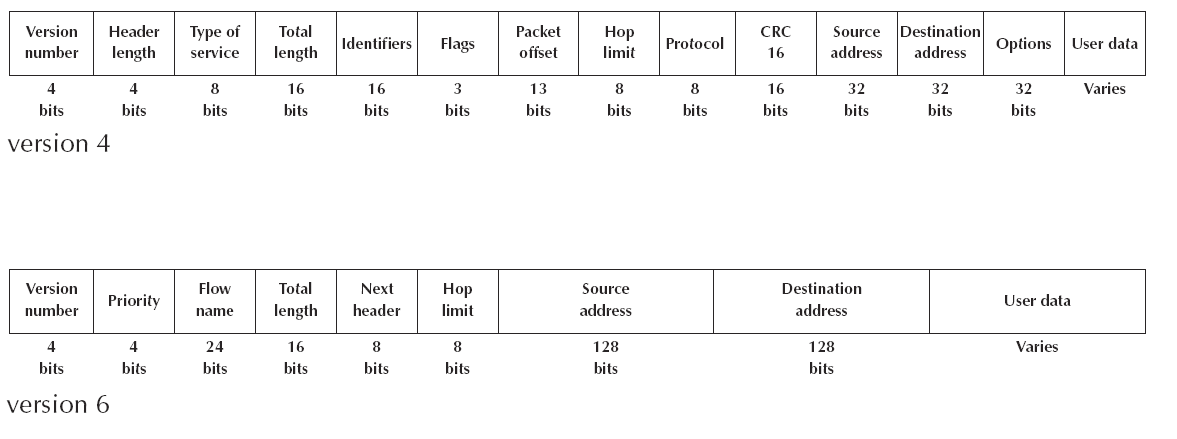 Version Header Type of Total Identifiers Flags Packet Hop Protocol CRC Source Destination Options User data
number length service length offset limit 16 address address
4 4 8 16 16 3 13 8 8 16 32 32 32 Varies
bits bits bits bits bits bits bits bits bits bits bits bits bits
version 4
Version Priority Flow Total Next Hop Source Destination User data
number name length header limit address address
4 4 24 16 8 8 128 128 Varies
bits bits bits bits bits bits bits bits
version 6